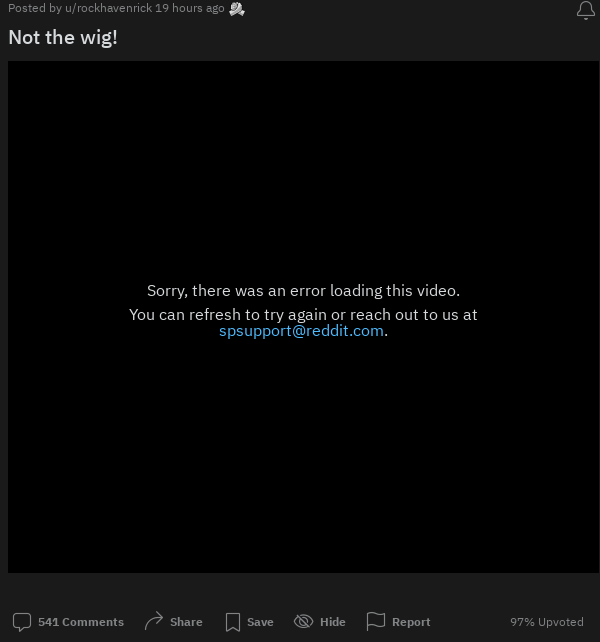 Posted by u/rockhavenrick 19 hours ago
Not the wig!
Sorry, there was an error loading this video.
You can refresh to try again or reach out to us at
spsupport@reddit.com.
541 Comments Share Save Hide Report 97% Upvoted